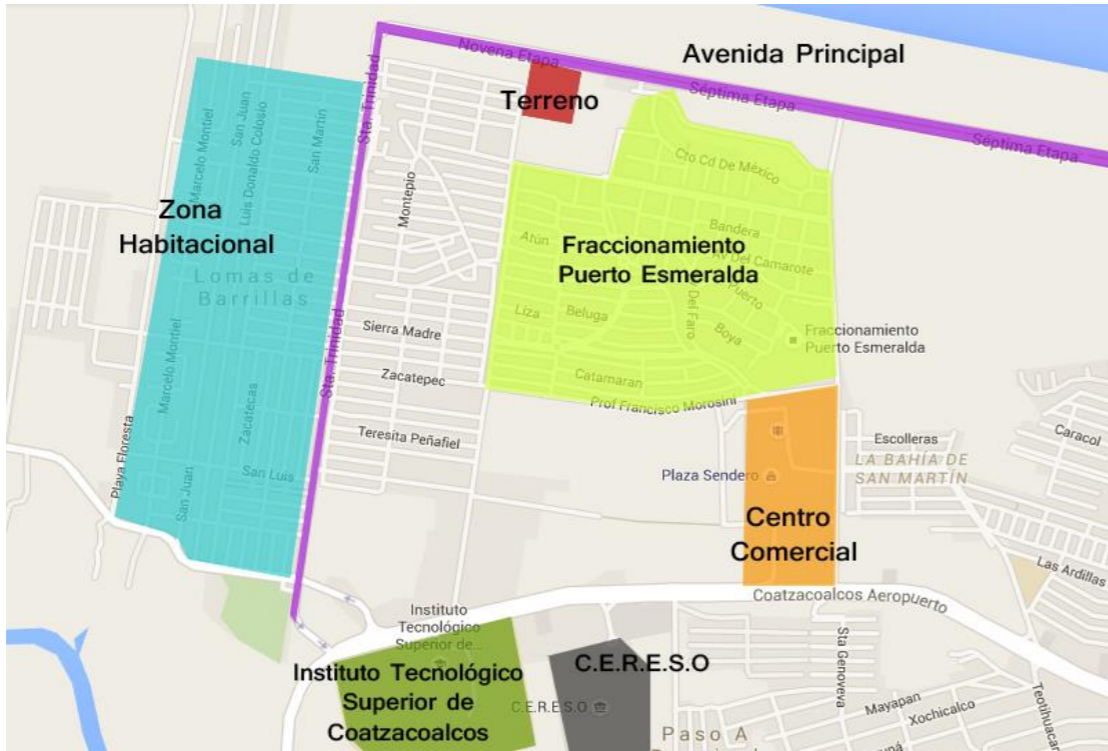 Avenida Principal
Novena Etapa
Séptima Etapa
Séptima Etapa
Terreno
Sta. Trinidad
San Juan
Marcelo Montiel
Luis Donaldo Colosio
San Martín
Montepio
Cto Cd De México
Zona
Habitacional
Bandera
Atún
Fraccionamiento
Puerto Esmeralda
Av Del Camarote
Puerto
Lomas de
Barrillas
Liza
Beluga
Del Faro
Boya
Fraccionamiento
Puerto Esmeralda
Marcelo Montiel
Sta. Trinidad
Sierra Madre
Zacatepec
Catamaran
Prof Francisco Morosini
Playa Floresta
Zacatecas
Teresita Peñafiel
Escolleras
Caracol
LA BAHÍA DE
SAN MARTÍN
Plaza Sendero
San Juan
San Luis
Centro
Comercial
Las Ardillas
Coatzacoalcos Aeropuerto
Instituto
Tecnológico
Superior de...
Sta Genoveva
Instituto Tecnológico
Superior de
Coatzacoalcos
C.E.R.E.S.O
C.E.R.E.S.O
Mayapan
Xochicalco
Teotihuacan
Paso A